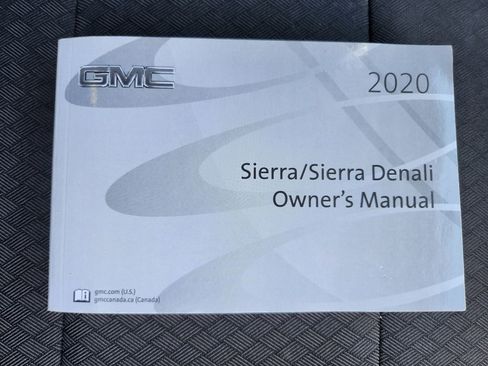 GMC
2020
Sierra/Sierra Denali
Owner's Manual
gmc.com (U.S.)
gmccanada.ca (Canada)